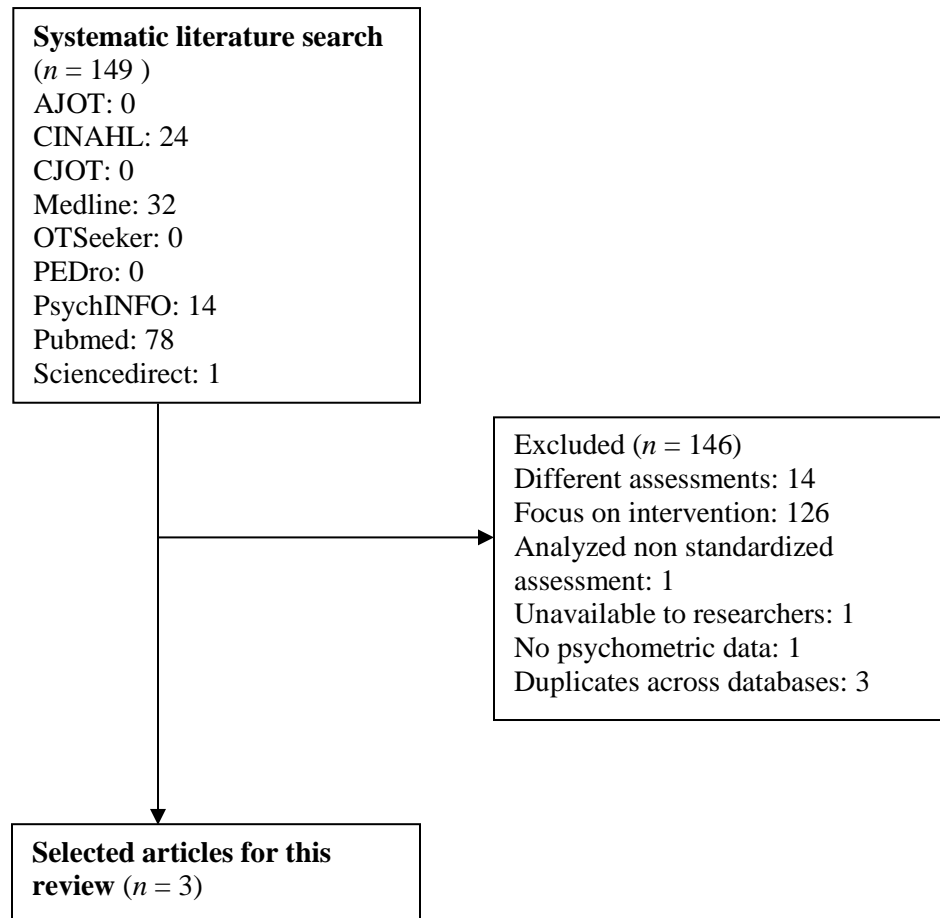 Systematic literature search
(n = 149 )
AJOT: 0
CINAHL: 24
CJOT: 0
Medline: 32
OTSeeker: 0
PEDro: 0
PsychINFO: 14
Pubmed: 78
Sciencedirect: 1
Excluded (n = 146)
Different assessments: 14
Focus on intervention: 126
Analyzed non standardized
assessment: 1
Unavailable to researchers: 1
No psychometric data: 1
Duplicates across databases: 3
Selected articles for this
review (n = 3)